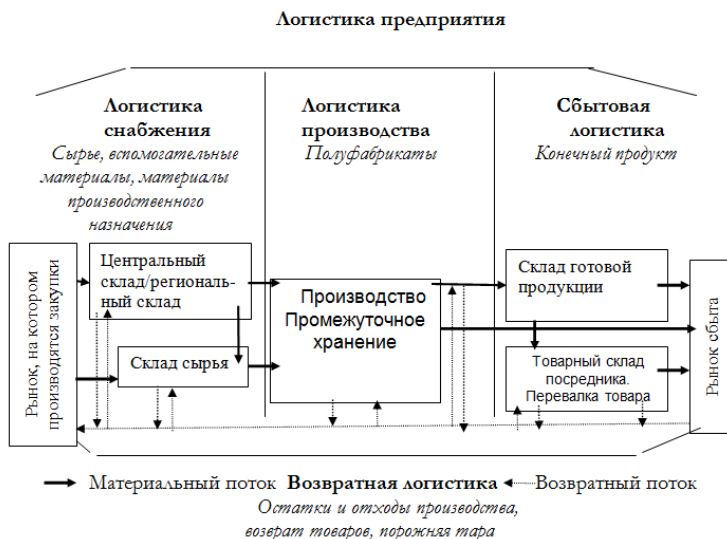 Логистика предприятия
Логистика
снабжения
Сырье, вспомогательные
материалы, материалы
производственного
назначения
Логистика
производства
Полуфабрикаты
Сбытовая
логистика
Конечный продукт
Рынок, на котором
производятся закупки
Центральный
склад/региональ-
ный склад
Склад сырья
Производство
Промежуточное
хранение
Склад готовой
продукции
Товарный склад
посредника.
Перевалка товара
Рынок сбыта
Материальный поток
Возвратная логистика
Возвратный поток
Остатки и отходы производства,
возврат товаров, порожняя тара